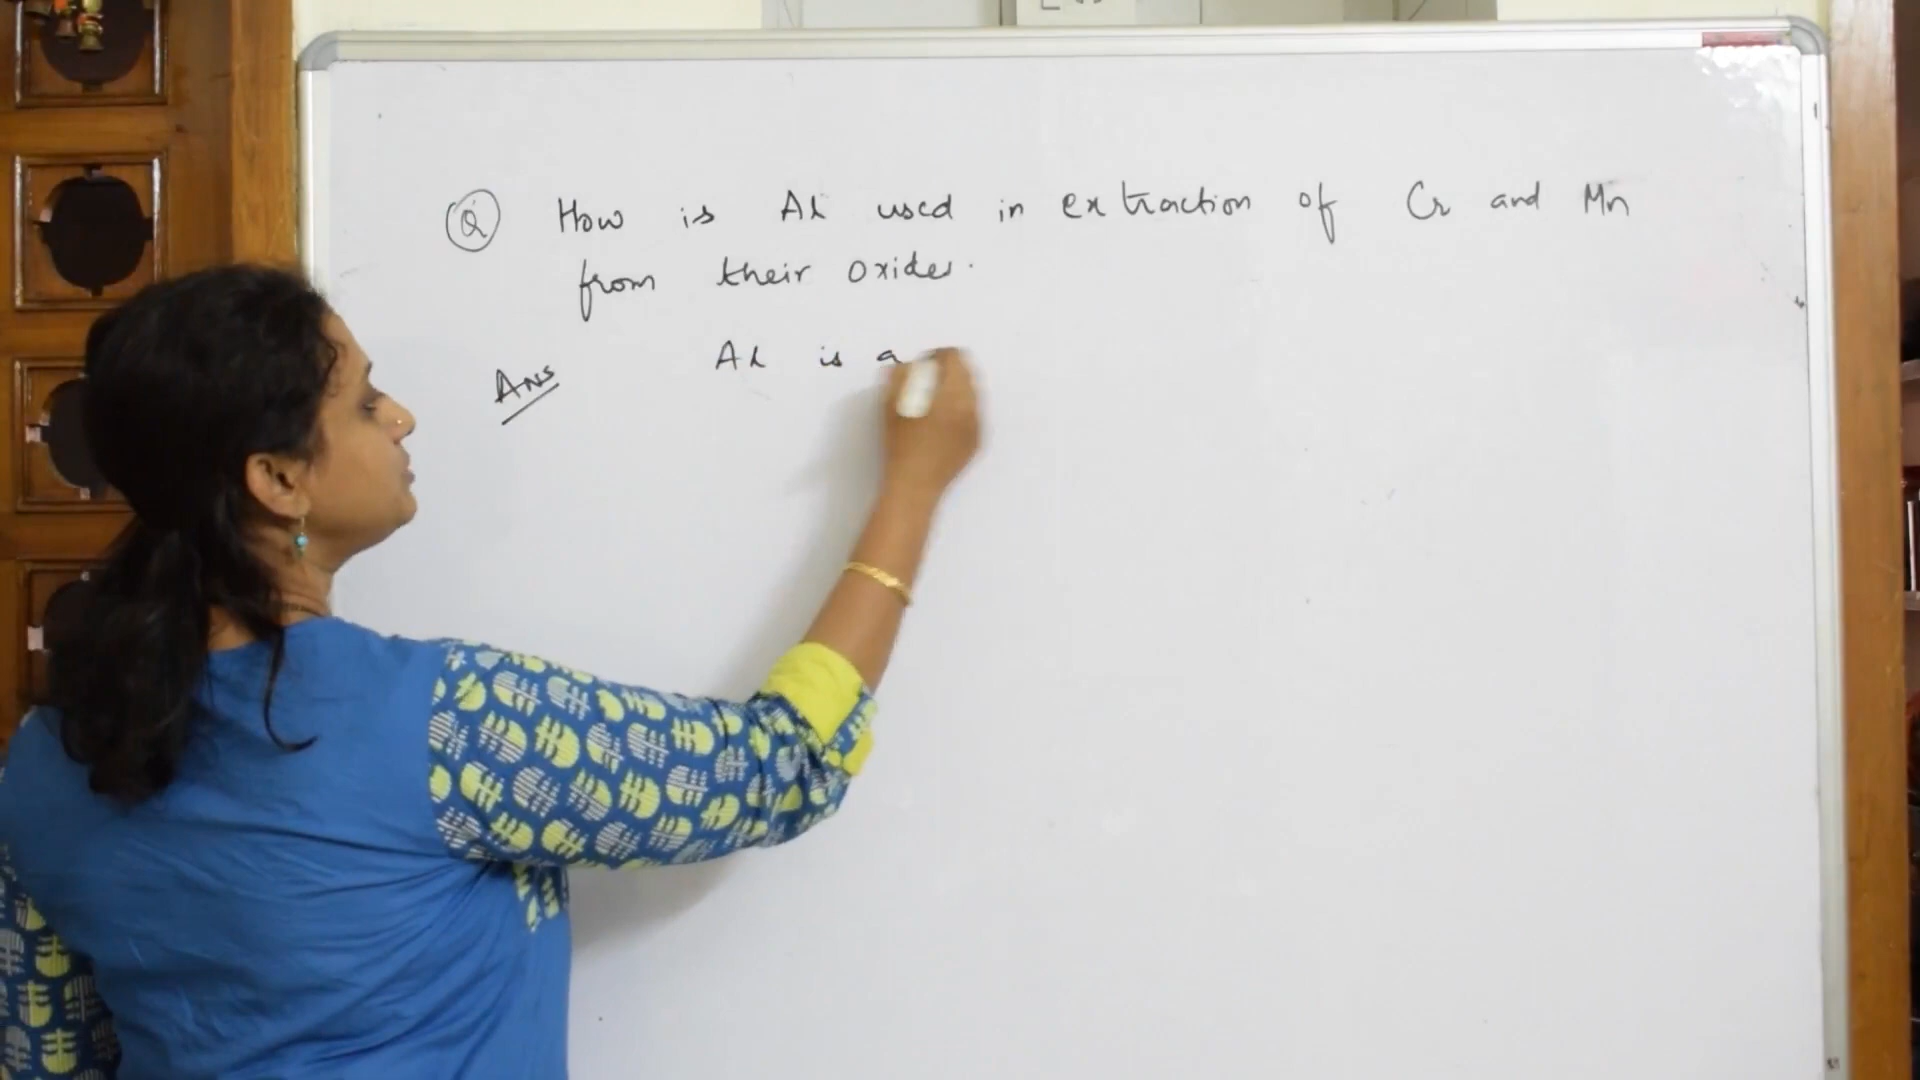 Q How is Al used in extraction of Cr and Mn
from their oxides.
Ans Al is a